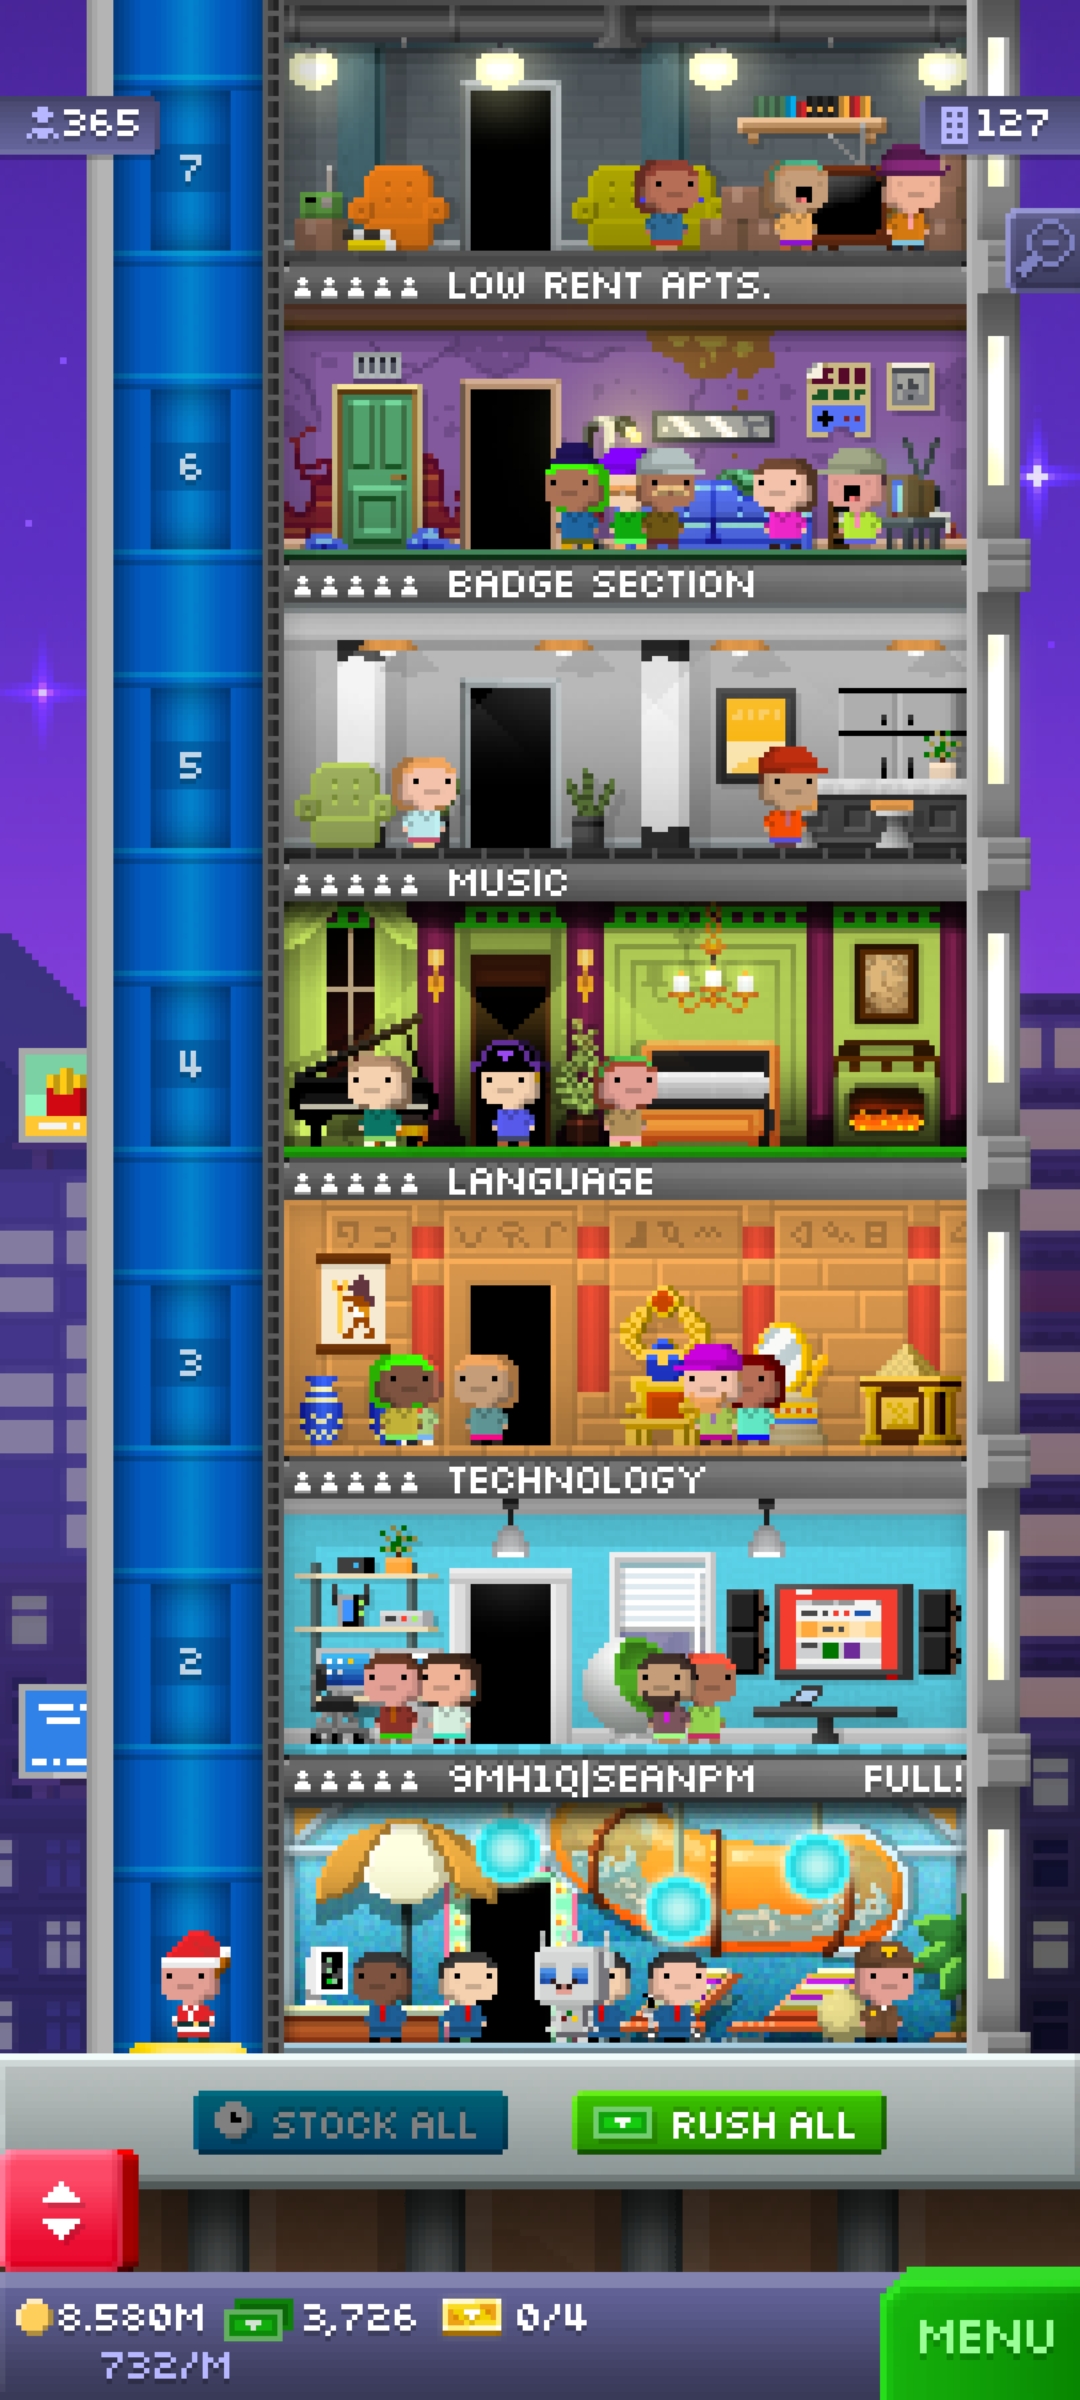 365
127
7
LOW RENT APTS.
6
BADGE SECTION
5
MUSIC
4
LANGUAGE
3
TECHNOLOGY
2
9MH1Q|SEANPM FULL!
STOCK ALL
RUSH ALL
8.580M 3,726 0/4
732/M
MENU